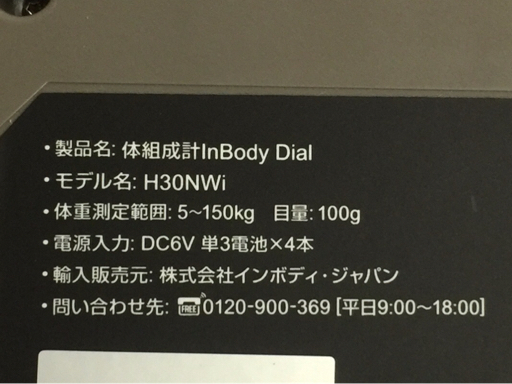 ・製品名: 体組成計InBody Dial
・モデル名: H30NWi
・体重測定範囲: 5~150kg 目量: 100g
・電源入力: DC6V 単3電池×4本
・輸入販売元: 株式会社インボディ・ジャパン
・問い合わせ先: FREE 0120-900-369 [平日9:00~18:00]